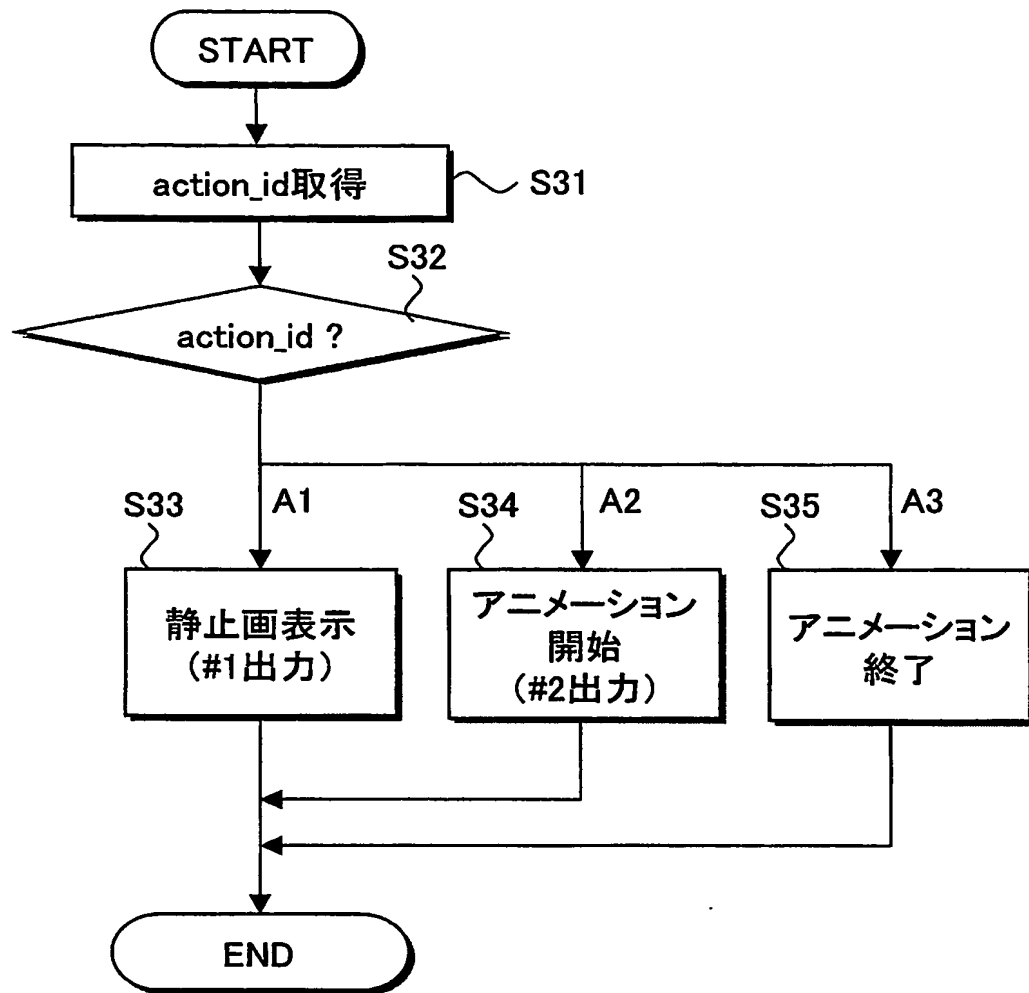 START
action_id取得
S31
S32
action_id ?
S33
A1
S34
A2
S35
A3
静止画表示
(#1出力)
アニメーション
開始
(#2出力)
アニメーション
終了
END